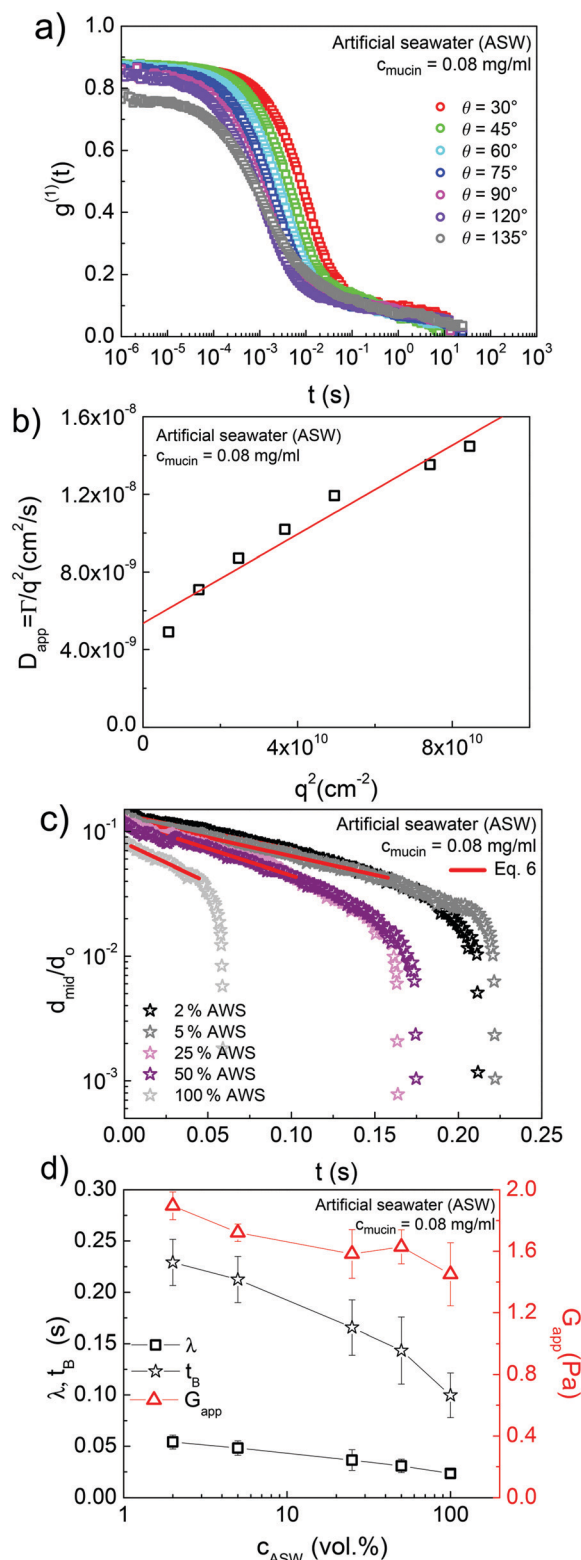 a)
Artificial seawater (ASW)
c_mucin = 0.08 mg/ml
θ = 30°
θ = 45°
θ = 60°
θ = 75°
θ = 90°
θ = 120°
θ = 135°
g^(1)(t)
1.0
0.8
0.6
0.4
0.2
0.0
10^-6 10^-5 10^-4 10^-3 10^-2 10^-1 10^0 10^1 10^2 10^3
t (s)
b)
Artificial seawater (ASW)
c_mucin = 0.08 mg/ml
D_app =Γ/q^2(cm^2/s)
1.6x10^-8
1.2x10^-8
8.0x10^-9
4.0x10^-9
0.0
0 4x10^10 8x10^10
q^2(cm^-2)
c)
Artificial seawater (ASW)
c_mucin = 0.08 mg/ml
Eq. 6
d_mid/d_o
10^-1
10^-2
10^-3
2 % AWS
5 % AWS
25 % AWS
50 % AWS
100 % AWS
0.00 0.05 0.10 0.15 0.20 0.25
t (s)
d)
Artificial seawater (ASW)
c_mucin = 0.08 mg/ml
λ, t_B (s)
0.30
0.25
0.20
0.15
0.10
0.05
0.00
λ
t_B
G_app
2.0
1.6
1.2
0.8
0.4
0.0
G_app (Pa)
1 10 100
c_ASW (vol.%)